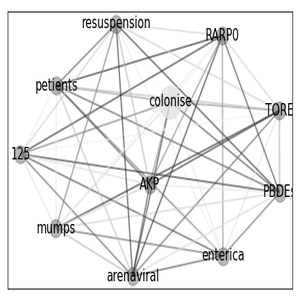 resuspension
RARP0
petients
colonise
TORE
125
AKP
PBDEs
mumps
enterica
arenaviral